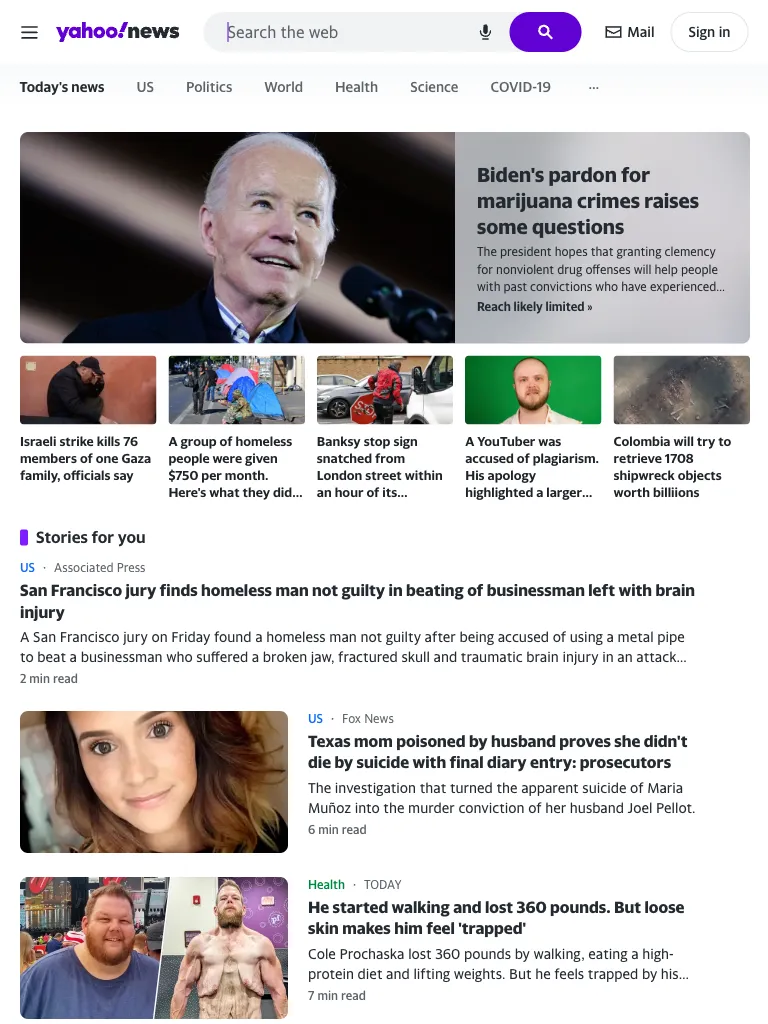 yahoo!news
Search the web
Mail
Sign in
Today's news
US
Politics
World
Health
Science
COVID-19
...
Biden's pardon for
marijuana crimes raises
some questions
The president hopes that granting clemency
for nonviolent drug offenses will help people
with past convictions who have experienced...
Reach likely limited »
Israeli strike kills 76
members of one Gaza
family, officials say
A group of homeless
people were given
$750 per month.
Here's what they did...
Banksy stop sign
snatched from
London street within
an hour of its...
A YouTuber was
accused of plagiarism.
His apology
highlighted a larger...
Colombia will try to
retrieve 1708
shipwreck objects
worth billiions
Stories for you
US · Associated Press
San Francisco jury finds homeless man not guilty in beating of businessman left with brain
injury
A San Francisco jury on Friday found a homeless man not guilty after being accused of using a metal pipe
to beat a businessman who suffered a broken jaw, fractured skull and traumatic brain injury in an attack...
2 min read
US · Fox News
Texas mom poisoned by husband proves she didn't
die by suicide with final diary entry: prosecutors
The investigation that turned the apparent suicide of Maria
Muñoz into the murder conviction of her husband Joel Pellot.
6 min read
Health · TODAY
He started walking and lost 360 pounds. But loose
skin makes him feel 'trapped'
Cole Prochaska lost 360 pounds by walking, eating a high-
protein diet and lifting weights. But he feels trapped by his...
7 min read